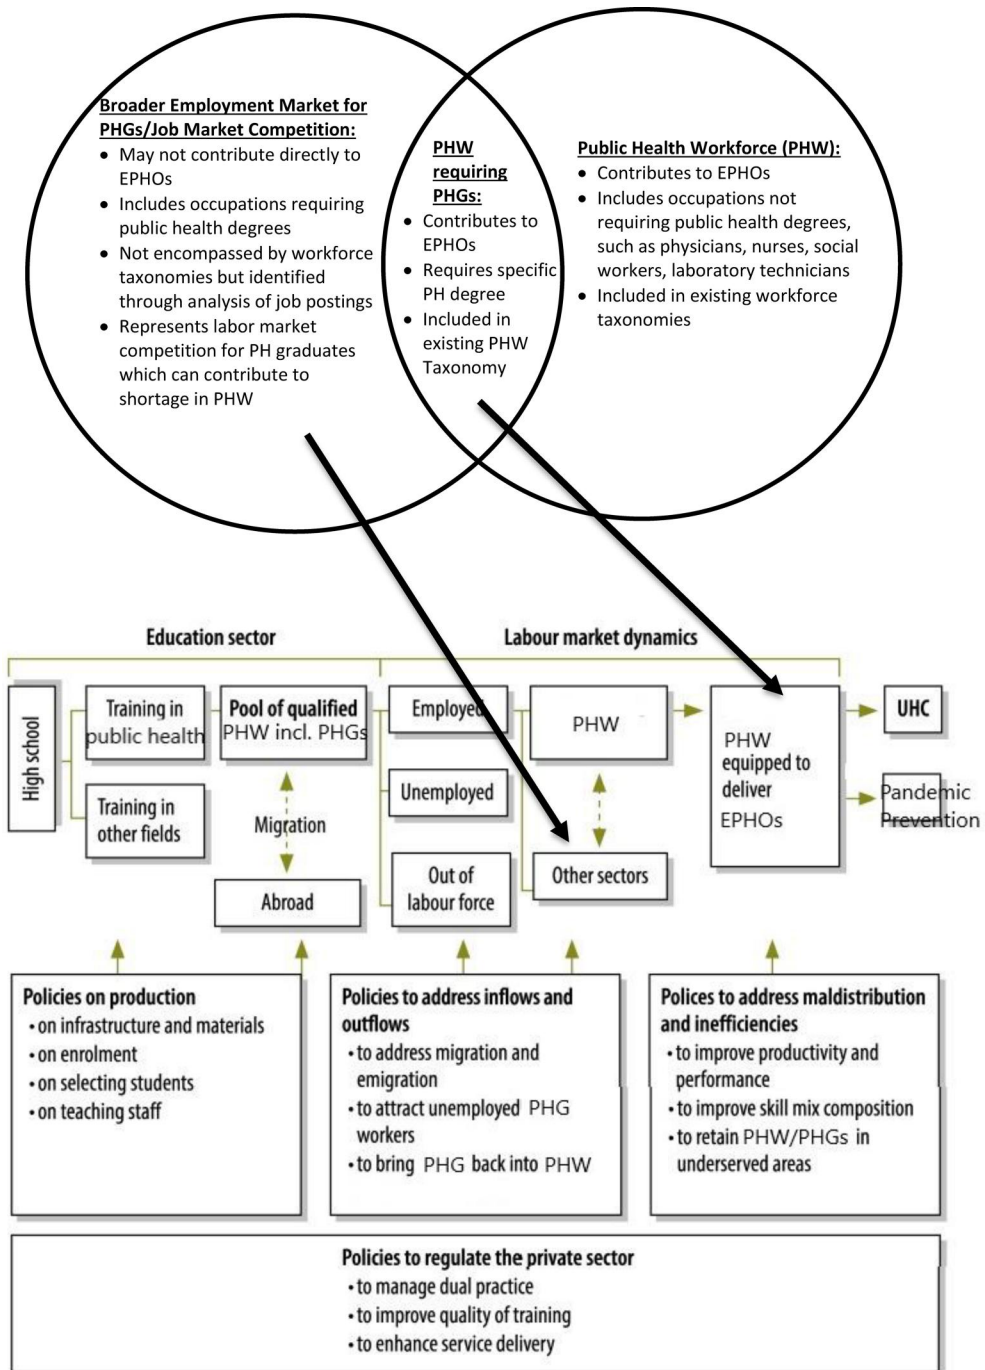 Broader Employment Market for
PHGs/Job Market Competition:
• May not contribute directly to
EPHOs
• Includes occupations requiring
public health degrees
• Not encompassed by workforce
taxonomies but identified
through analysis of job postings
• Represents labor market
competition for PH graduates
which can contribute to
shortage in PHW
PHW
requiring
PHGs:
• Contributes to
EPHOs
• Requires specific
PH degree
• Included in
existing PHW
Taxonomy
Public Health Workforce (PHW):
• Contributes to EPHOs
• Includes occupations not
requiring public health degrees,
such as physicians, nurses, social
workers, laboratory technicians
• Included in existing workforce
taxonomies
Education sector
Labour market dynamics
High school
Training in
public health
Training in
other fields
Pool of qualified
PHW incl. PHGs
Migration
Abroad
Employed
Unemployed
Out of
labour force
PHW
Other sectors
PHW
equipped to
deliver
EPHOs
UHC
Pandemic
Prevention
Policies on production
• on infrastructure and materials
• on enrolment
• on selecting students
• on teaching staff
Policies to address inflows and
outflows
• to address migration and
emigration
• to attract unemployed PHG
workers
• to bring PHG back into PHW
Polices to address maldistribution
and inefficiencies
• to improve productivity and
performance
• to improve skill mix composition
• to retain PHW/PHGs in
underserved areas
Policies to regulate the private sector
• to manage dual practice
• to improve quality of training
• to enhance service delivery